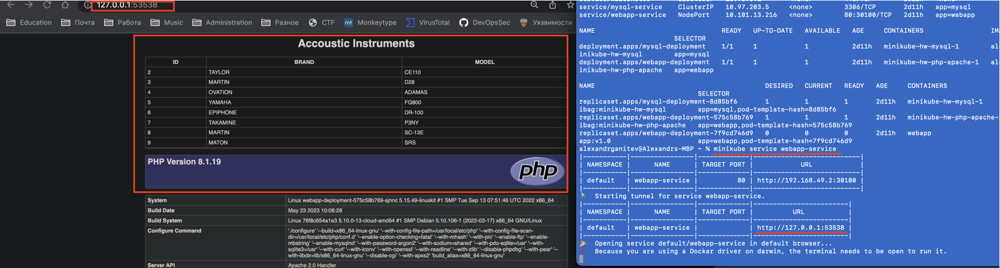 127.0.0.1:53538
Education Почта Работа Music Administration Разное CTF mt Monkeytype VirusTotal DevOpsSec Уязвимости
Accoustic Instruments
ID BRAND MODEL
2 TAYLOR CE110
3 MARTIN D28
4 OVATION ADAMAS
5 YAMAHA FG800
6 EPIPHONE DR-100
7 TAKAMINE P3NY
8 MARTIN SC-13E
9 MATON SRS
PHP Version 8.1.19
php
System Linux webapp-deployment-575c58b769-sjnnc 5.15.49-linuxkit #1 SMP Tue Sep 13 07:51:46 UTC 2022 x86_64
Build Date May 23 2023 10:08:28
Build System Linux 76f8c654a1e3 5.10.0-13-cloud-amd64 #1 SMP Debian 5.10.106-1 (2022-03-17) x86_64 GNU/Linux
Configure Command './configure' '--build=x86_64-linux-gnu' '--with-config-file-path=/usr/local/etc/php' '--with-config-file-scan-
dir=/usr/local/etc/php/conf.d' '--enable-option-checking=fatal' '--with-mhash' '--with-pic' '--enable-ftp' '--enable-
mbstring' '--enable-mysqlnd' '--with-password-argon2' '--with-sodium=shared' '--with-pdo-sqlite=/usr' '--with-
sqlite3=/usr' '--with-curl' '--with-iconv' '--with-openssl' '--with-readline' '--with-zlib' '--disable-phpdbg' '--with-pear' '--
with-libdir=lib/x86_64-linux-gnu' '--disable-cgi' '--with-apxs2' 'build_alias=x86_64-linux-gnu'
Server API Apache 2.0 Handler
service/mysql-service ClusterIP 10.97.203.5 <none> 3306/TCP 2d11h app=mysql
service/webapp-service NodePort 10.101.13.216 <none> 80:30100/TCP 2d11h app=webapp
NAME READY UP-TO-DATE AVAILABLE AGE CONTAINERS IM
SELECTOR
deployment.apps/mysql-deployment 1/1 1 1 2d11h minikube-hw-mysql-1 al
inikube-hw-mysql app=mysql
deployment.apps/webapp-deployment 1/1 1 1 2d11h minikube-hw-php-apache-1 al
inikube-hw-php-apache app=webapp
NAME DESIRED CURRENT READY AGE CONTAINERS
SELECTOR
replicaset.apps/mysql-deployment-8d85bf6 1 1 1 2d11h minikube-hw-mysql-1
ibag:minikube-hw-mysql app=mysql,pod-template-hash=8d85bf6
replicaset.apps/webapp-deployment-575c58b769 1 1 1 2d11h minikube-hw-php-apache-
ibag:minikube-hw-php-apache app=webapp,pod-template-hash=575c58b769
replicaset.apps/webapp-deployment-7f9cd746d9 0 0 0 2d11h webapp
app:v1.0 app=webapp,pod-template-hash=7f9cd746d9
alexandrganitev@Alexandrs-MBP ~ % minikube service webapp-service
|-----------|----------------|-------------|---------------------------|
| NAMESPACE | NAME | TARGET PORT | URL |
|-----------|----------------|-------------|---------------------------|
| default | webapp-service | 80 | http://192.168.49.2:30100 |
|-----------|----------------|-------------|---------------------------|
🏃 Starting tunnel for service webapp-service.
|-----------|----------------|-------------|------------------------|
| NAMESPACE | NAME | TARGET PORT | URL |
|-----------|----------------|-------------|------------------------|
| default | webapp-service | | http://127.0.0.1:53538 |
|-----------|----------------|-------------|------------------------|
🎉 Opening service default/webapp-service in default browser...
❗ Because you are using a Docker driver on darwin, the terminal needs to be open to run it.